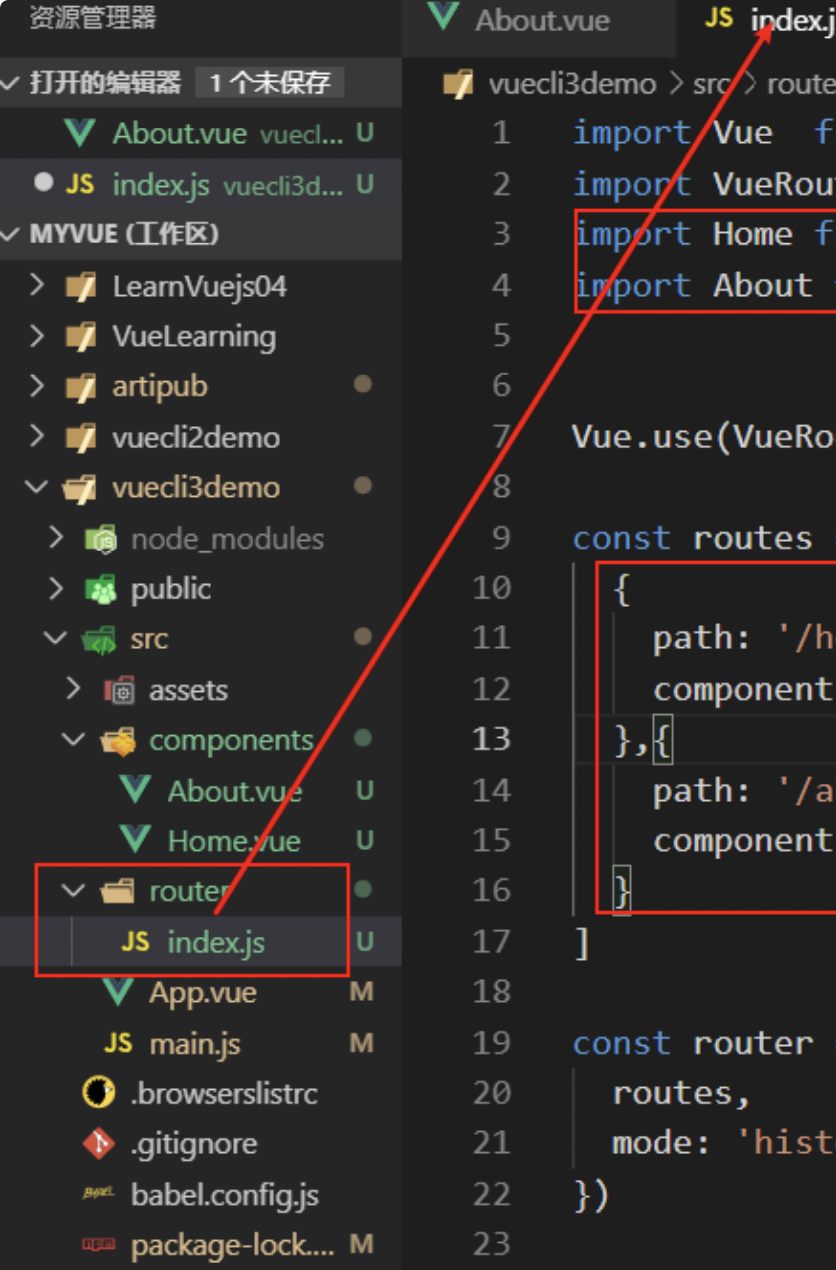 资源管理器
打开的编辑器 1 个未保存
About.vue vuecl... U
JS index.js vuecli3d... U
MYVUE (工作区)
LearnVuejs04
VueLearning
artipub
vuecli2demo
vuecli3demo
node_modules
public
src
assets
components
About.vue U
Home.vue U
router
JS index.js U
App.vue M
JS main.js M
.browserslistrc
.gitignore
babel.config.js
package-lock.... M
About.vue JS index.j
vuecli3demo > src > route
1 import Vue f
2 import VueRou
3 import Home f
4 import About
5
6
7 Vue.use(VueRo
8
9 const routes
10 {
11 path: '/h
12 component
13 },{
14 path: '/a
15 component
16 }
17 ]
18
19 const router
20 routes,
21 mode: 'hist
22 })
23